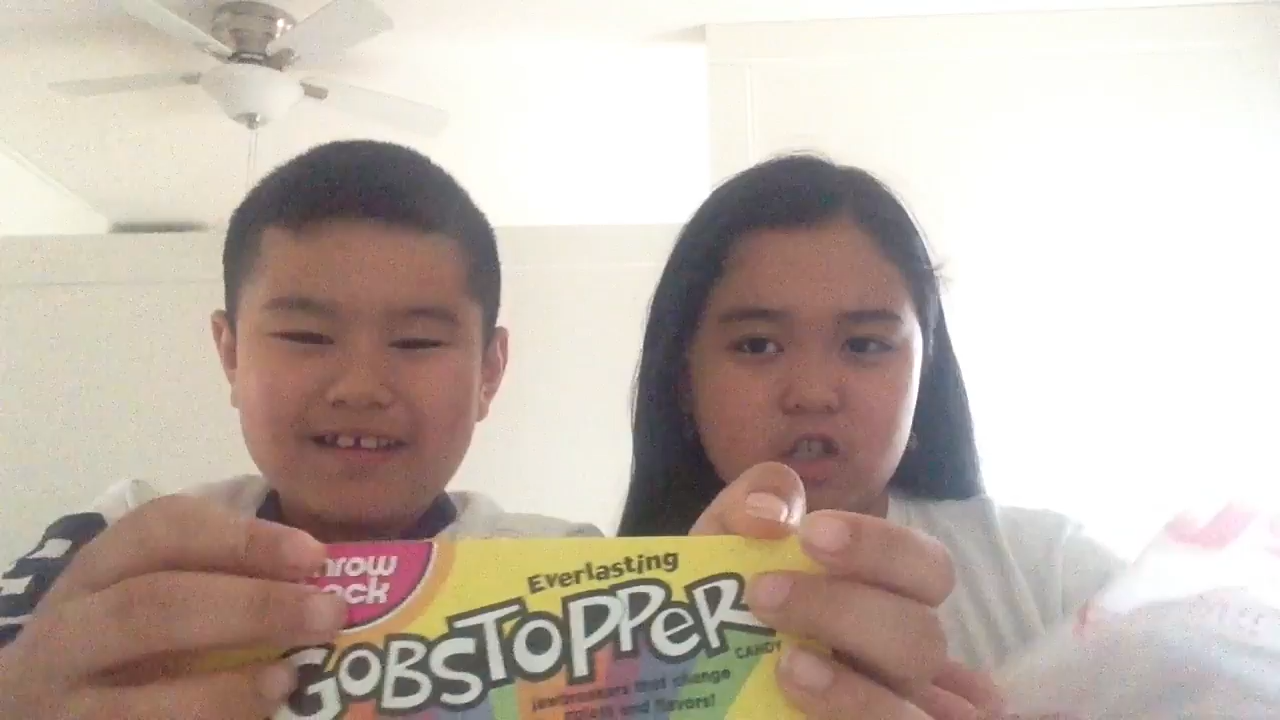 Everlasting
GOBSTOPPER
CANDY
jawbreakers that change
colors and flavors!